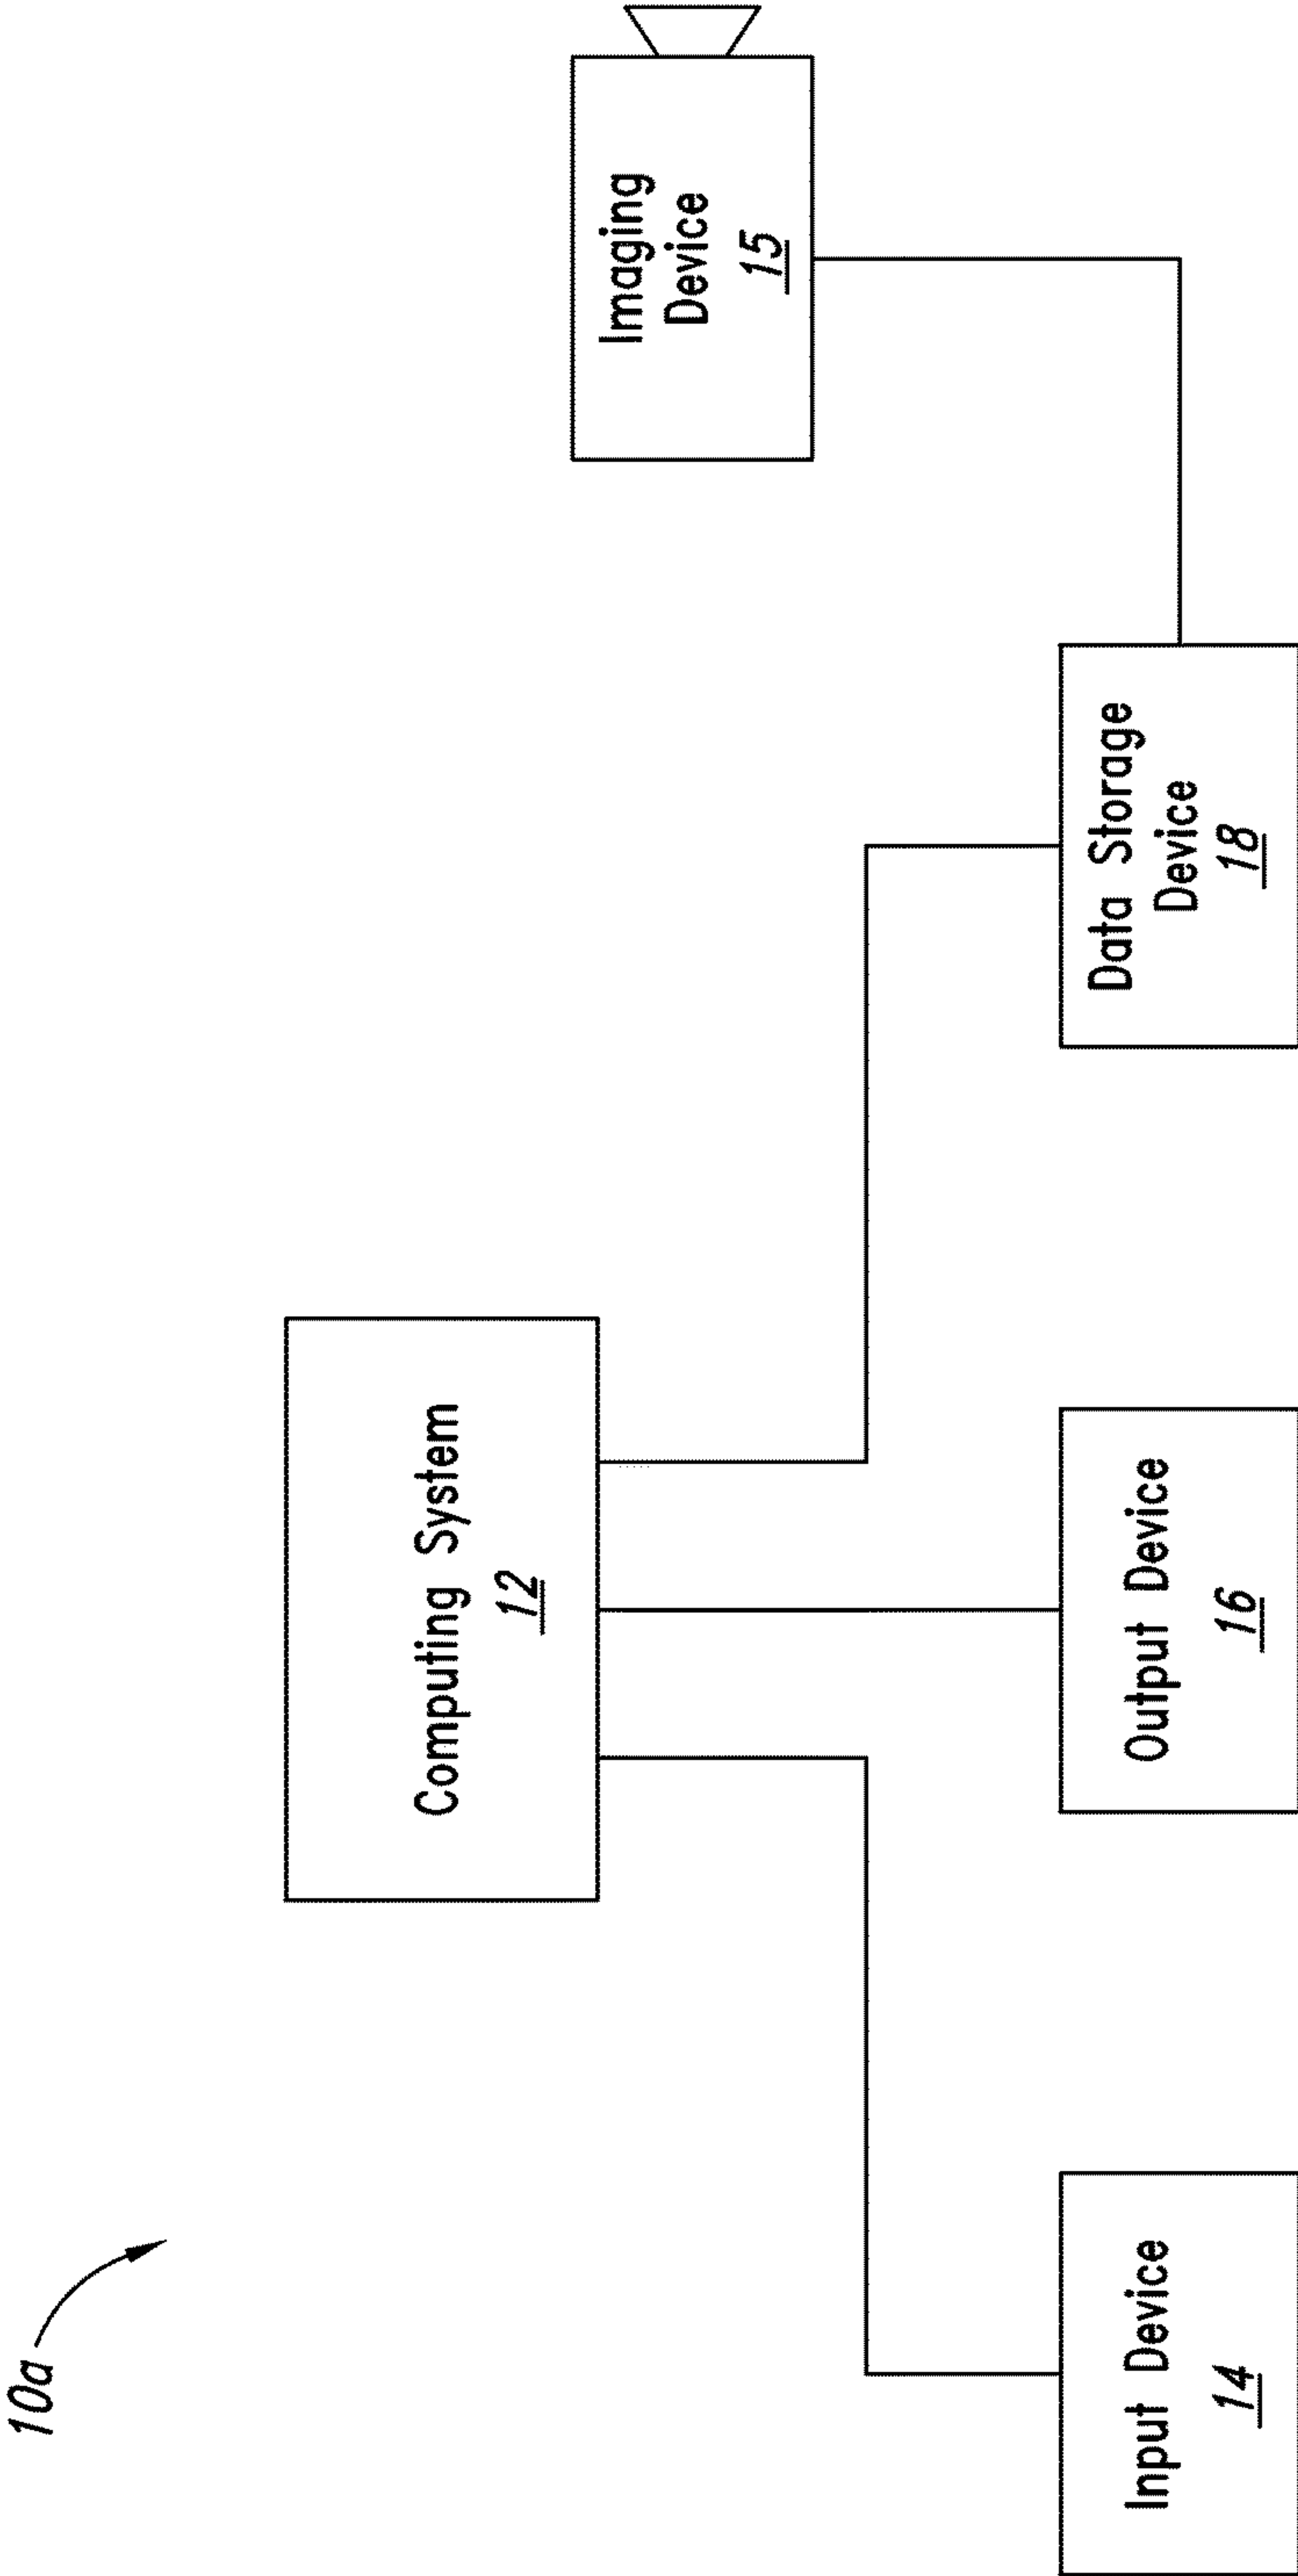 10a
Computing System
12
Imaging
Device
15
Input Device
14
Output Device
16
Data Storage
Device
18